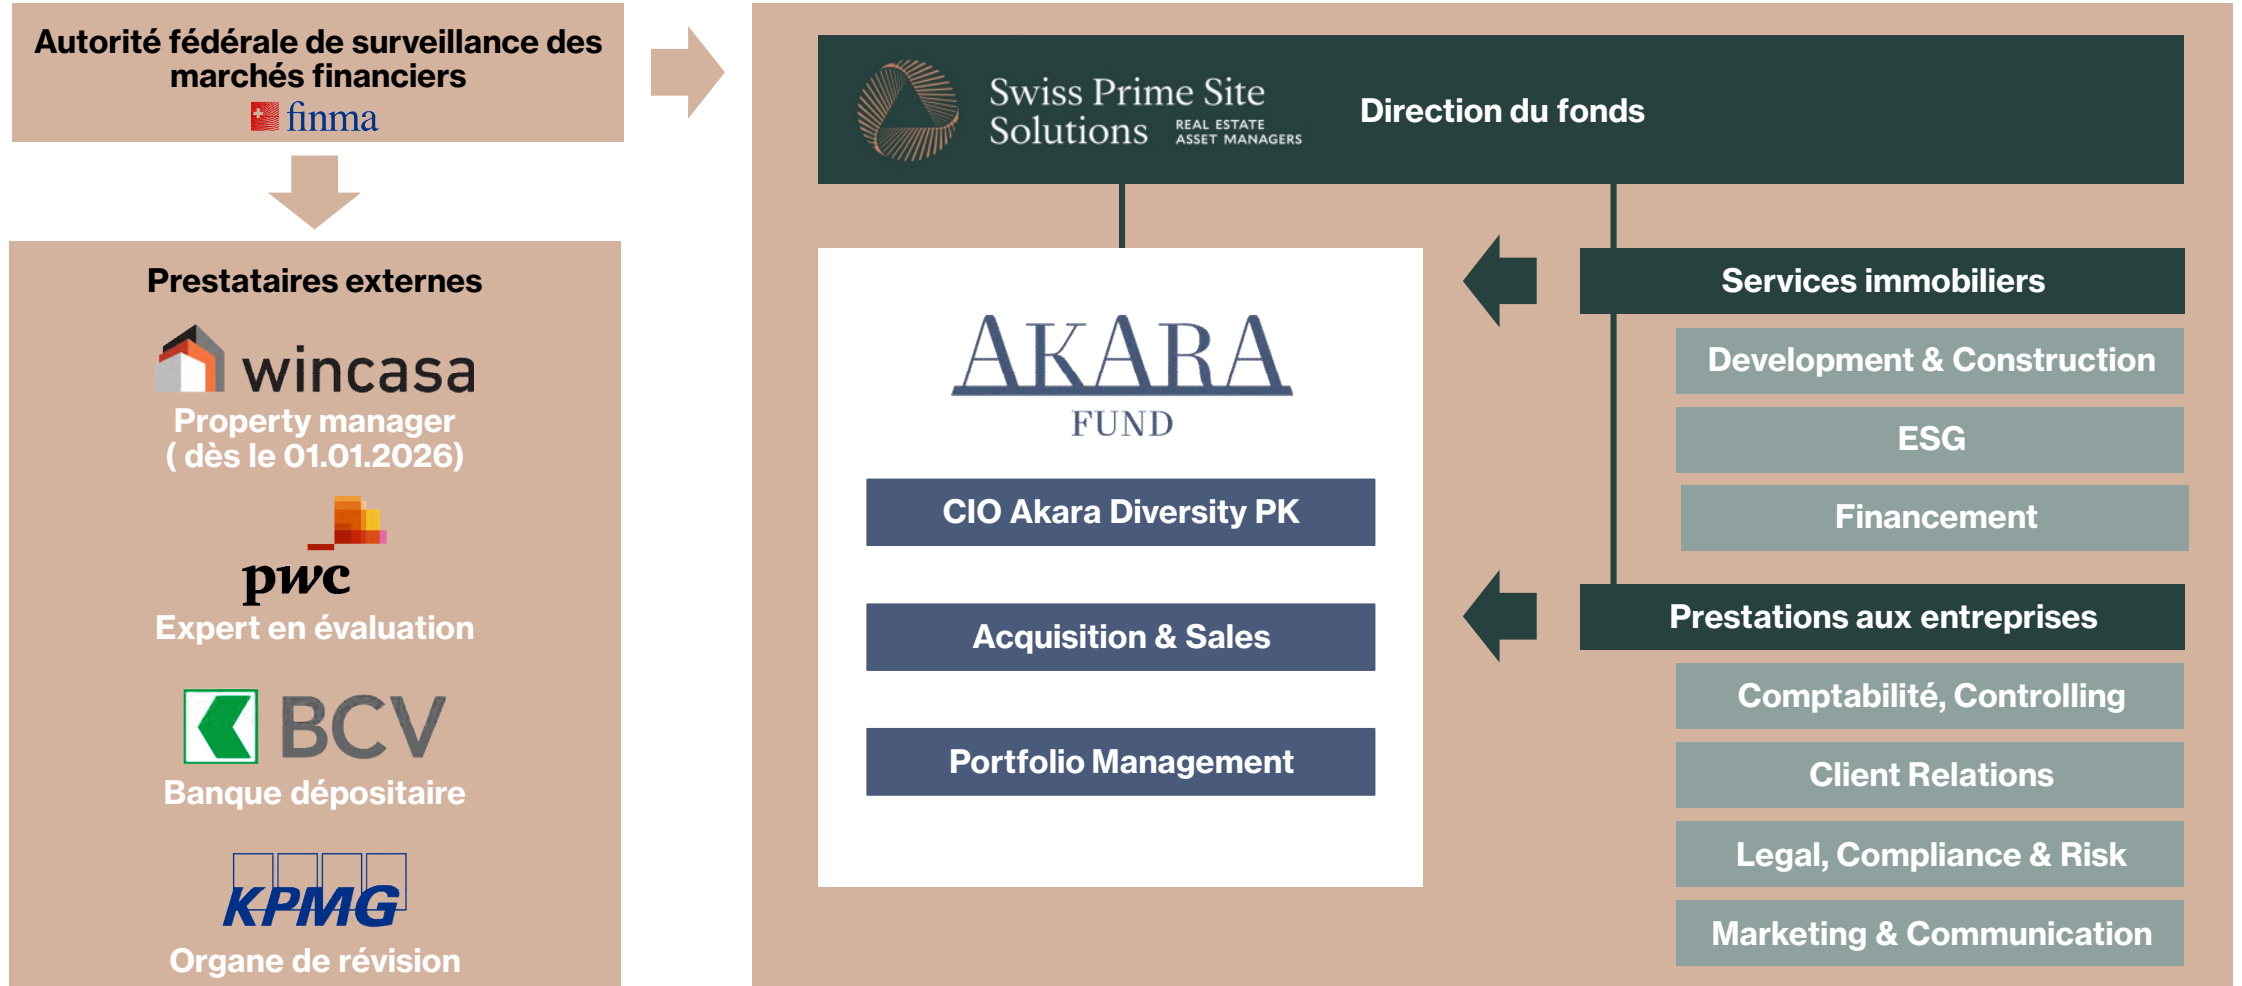 Autorité fédérale de surveillance des
marchés financiers
finma
Prestataires externes
wincasa
Property manager
( dès le 01.01.2026)
pwc
Expert en évaluation
BCV
Banque dépositaire
KPMG
Organe de révision
Swiss Prime Site
Solutions
REAL ESTATE
ASSET MANAGERS
Direction du fonds
AKARA
FUND
CIO Akara Diversity PK
Acquisition & Sales
Portfolio Management
Services immobiliers
Development & Construction
ESG
Financement
Prestations aux entreprises
Comptabilité, Controlling
Client Relations
Legal, Compliance & Risk
Marketing & Communication